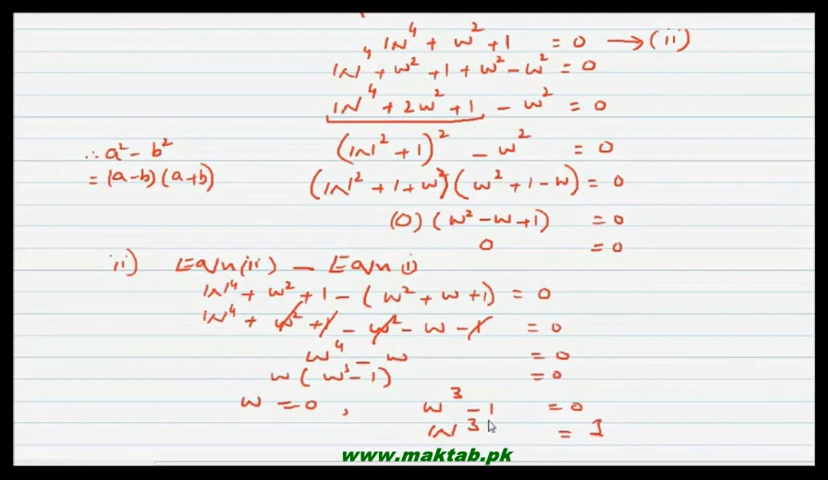 w⁴ + w² + 1 = 0 → (ii)
w⁴ + w² + 1 + w² - w² = 0
w⁴ + 2w² + 1 - w² = 0
∴ a² - b²
(w² + 1)² - w² = 0
= (a-b) (a+b)
(w² + 1 + w) (w² + 1 - w) = 0
(0) (w² - w + 1) = 0
0 = 0
ii) Eqn (ii) - Eqn (i)
w⁴ + w² + 1 - (w² + w + 1) = 0
w⁴ + w² + 1 - w² - w - 1 = 0
w⁴ - w = 0
w (w³ - 1) = 0
w = 0 , w³ - 1 = 0
w³ = 1
www.maktab.pk